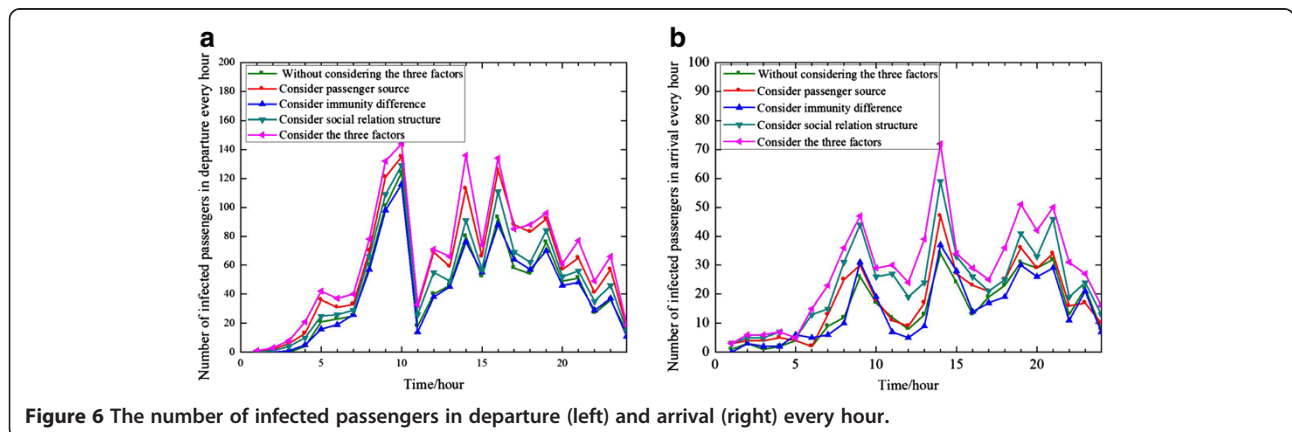 a
Number of infected passengers in departure every hour
200
180
160
140
120
100
80
60
40
20
0
Without considering the three factors
Consider passenger source
Consider immunity difference
Consider social relation structure
Consider the three factors
0 5 10 15 20
Time/hour
b
Number of infected passengers in arrival every hour
100
90
80
70
60
50
40
30
20
10
0
Without considering the three factors
Consider passenger source
Consider immunity difference
Consider social relation structure
Consider the three factors
0 5 10 15 20
Time/hour
Figure 6 The number of infected passengers in departure (left) and arrival (right) every hour.